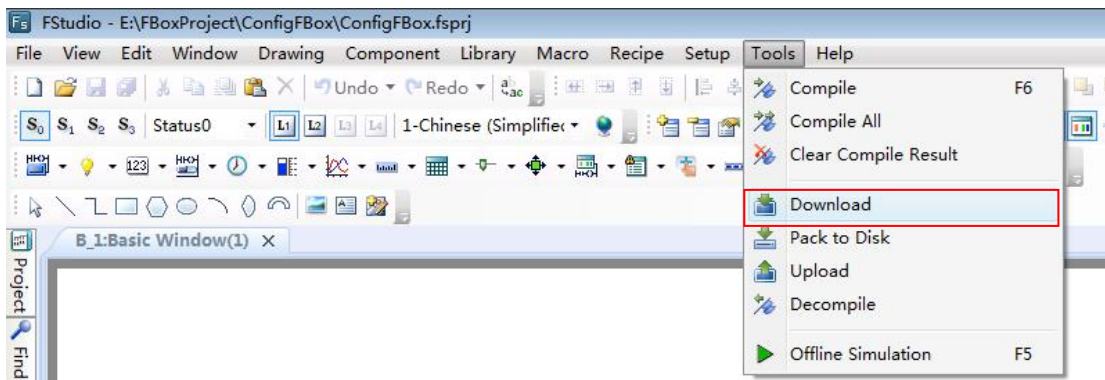 FStudio - E:\FBoxProject\ConfigFBox\ConfigFBox.fsprj
File View Edit Window Drawing Component Library Macro Recipe Setup Tools Help
Undo Redo
S0 S1 S2 S3 Status0 L1 L2 L3 L4 1-Chinese (Simplified
123
B_1:Basic Window(1)
Project
Find
Compile F6
Compile All
Clear Compile Result
Download
Pack to Disk
Upload
Decompile
Offline Simulation F5